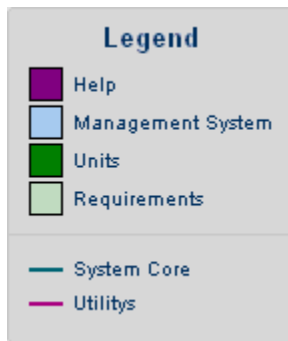 Legend
Help
Management System
Units
Requirements
System Core
Utilitys